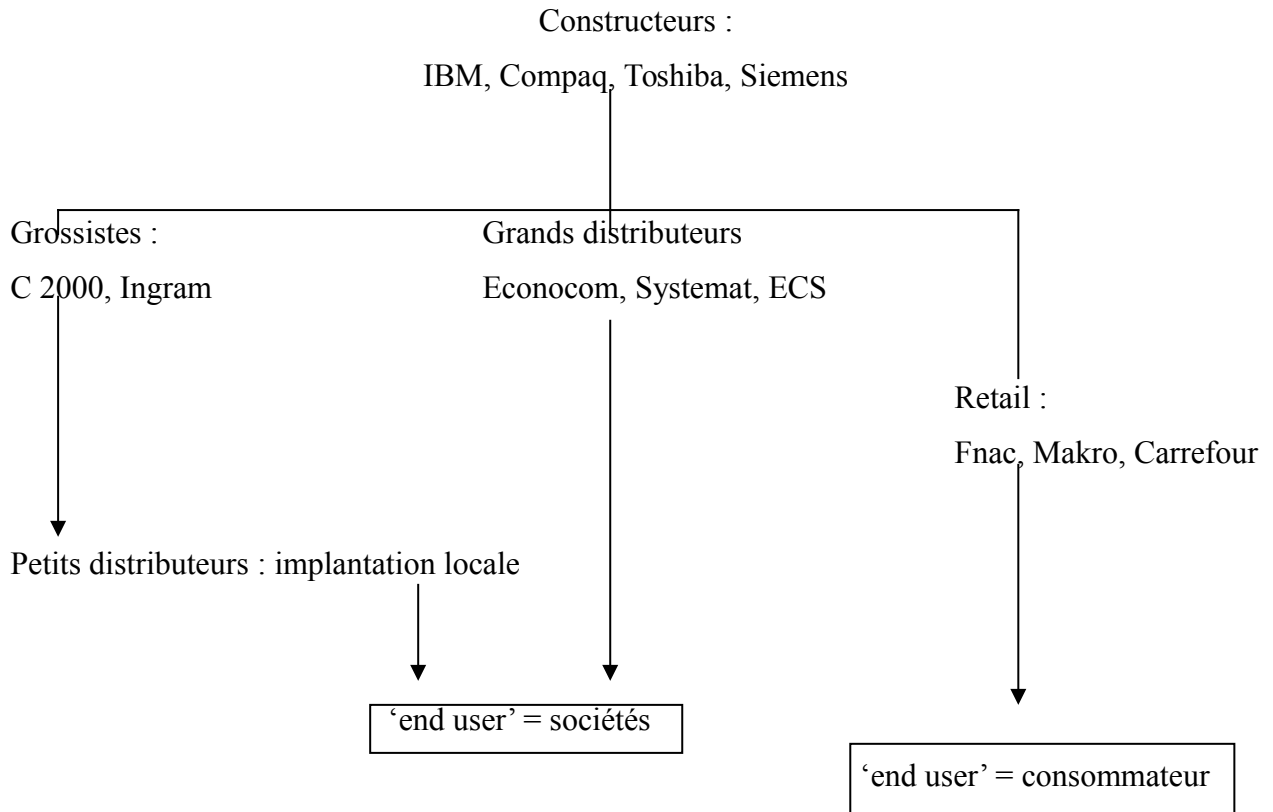 Constructeurs :
IBM, Compaq, Toshiba, Siemens
Grossistes :
C 2000, Ingram
Grands distributeurs
Econocom, Systemat, ECS
Retail :
Fnac, Makro, Carrefour
Petits distributeurs : implantation locale
‘end user’ = sociétés
‘end user’ = consommateur